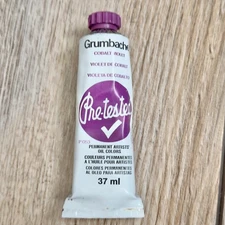 Grumbache
COBALT VIOLET
VIOLET DE COBALT
VIOLETA DE COBALTO
Pre-tested
PERMANENT ARTISTS'
OIL COLORS
COULEURS PERMANENTES
À L'HUILE POUR ARTISTES
COLORES PERMANENTES
AL OLEO PARA ARTISTAS
37 ml